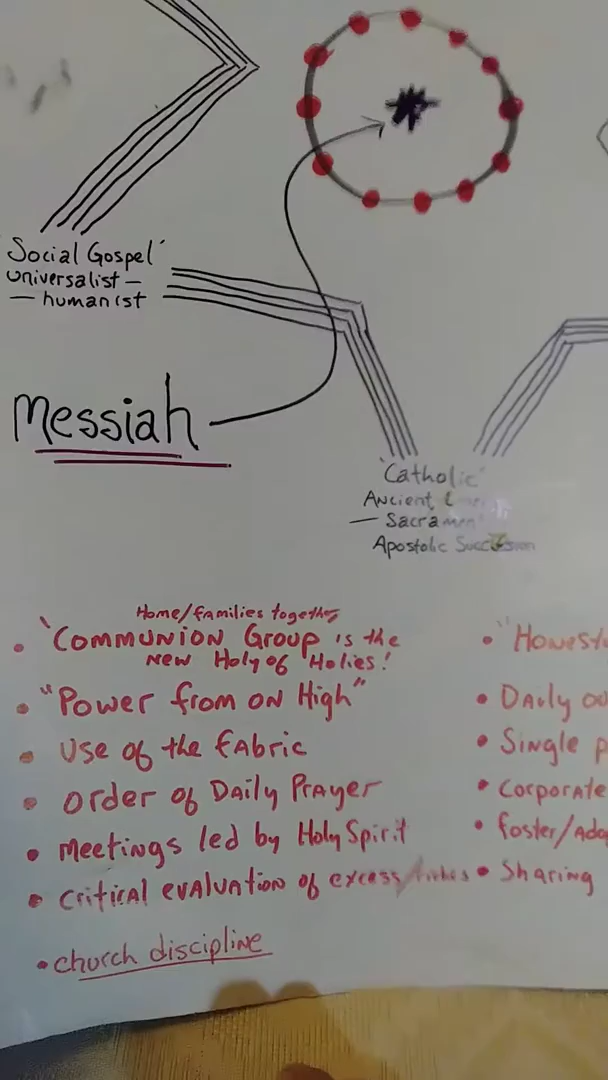 'Social Gospel'
universalist —
— humanist
Messiah
'Catholic'
Ancient
— Sacra
Apostolic Succession
Home/families together
• 'Communion Group is the
new Holy of Holies!
• "Power from on High"
• Use of the fabric
• Order of Daily Prayer
• Meetings led by Holy Spirit
• Critical evaluation of excess
• church discipline
• "Honest
• Daily
• Single p
• Corporate
• foster/Ado
• Sharing